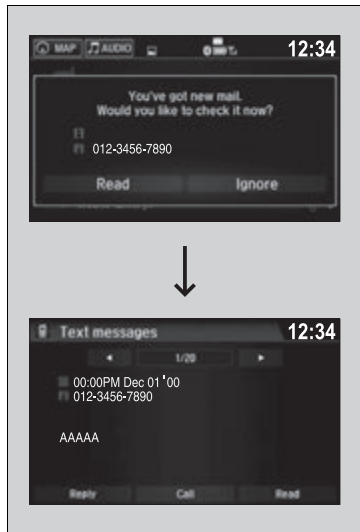 MAP AUDIO 12:34
You've got new mail.
Would you like to check it now?
012-3456-7890
Read Ignore
Text messages 12:34
1/20
00:00PM Dec 01 '00
012-3456-7890
AAAAA
Reply Call Read